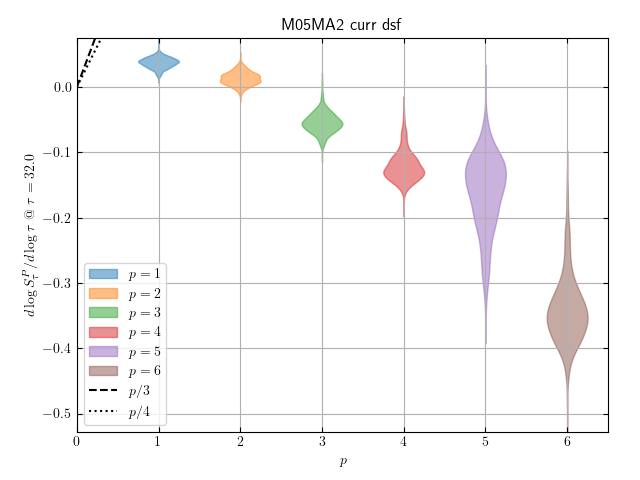 M05MA2 curr dsf
d log S_τ^p / d log τ @ τ = 32.0
0.0
−0.1
−0.2
−0.3
−0.4
−0.5
p = 1
p = 2
p = 3
p = 4
p = 5
p = 6
p/3
p/4
0 1 2 3 4 5 6
p